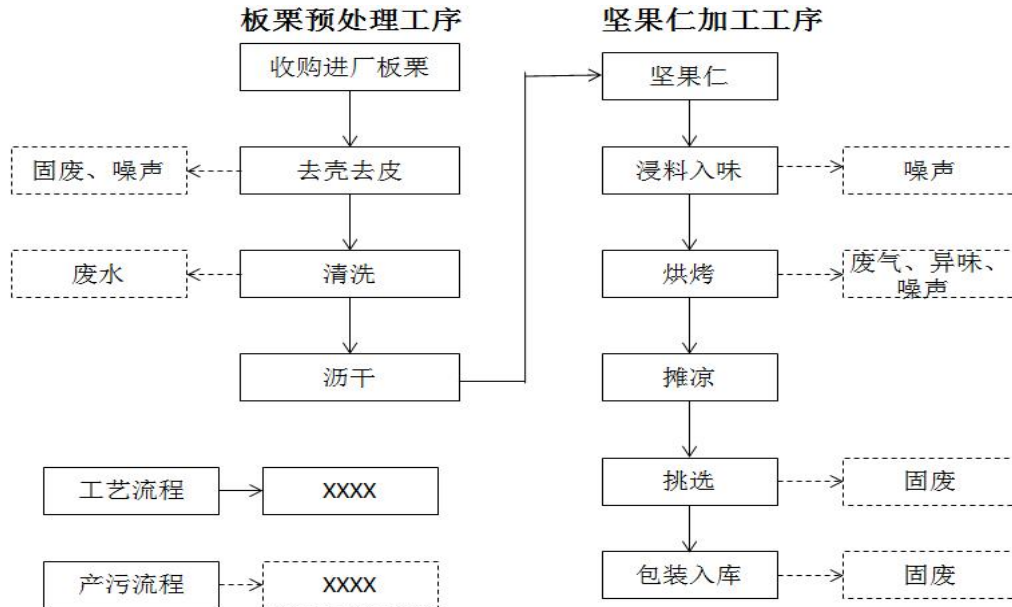 板栗预处理工序
坚果仁加工工序
收购进厂板栗
坚果仁
固废、噪声
去壳去皮
浸料入味
噪声
废水
清洗
烘烤
废气、异味、
噪声
沥干
摊凉
工艺流程
XXXX
挑选
固废
产污流程
XXXX
包装入库
固废